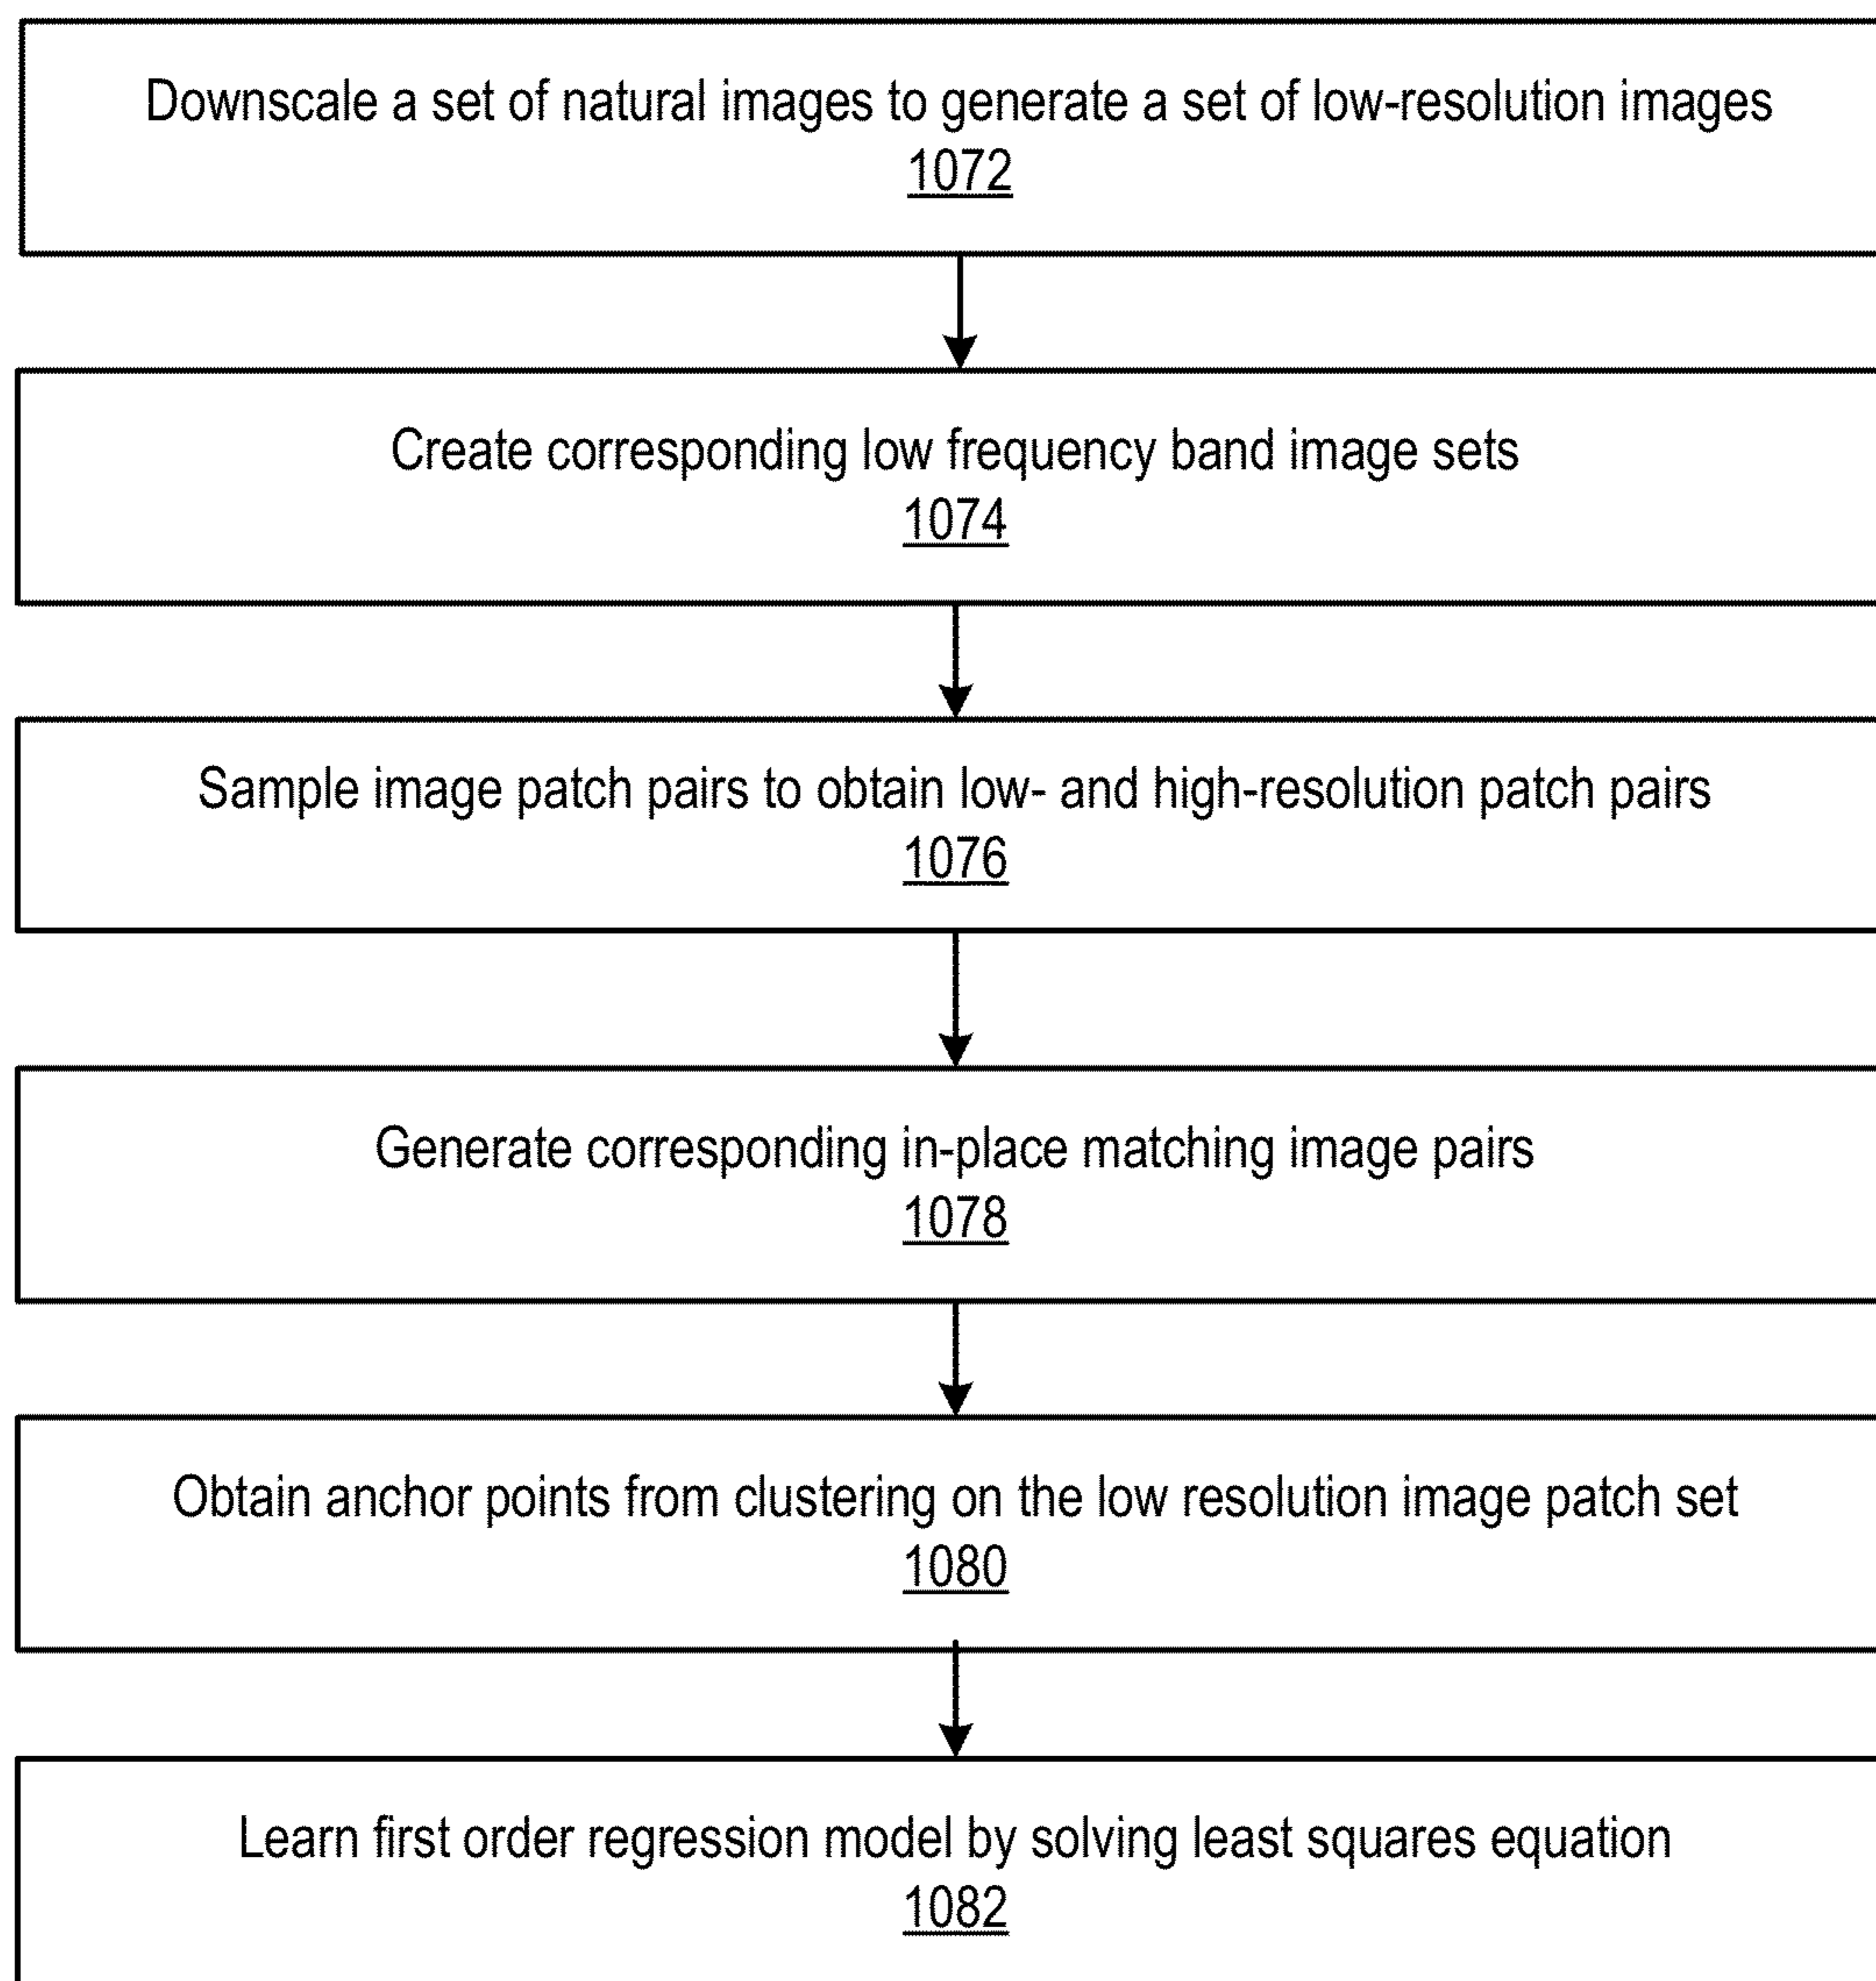 Downscale a set of natural images to generate a set of low-resolution images
1072
Create corresponding low frequency band image sets
1074
Sample image patch pairs to obtain low- and high-resolution patch pairs
1076
Generate corresponding in-place matching image pairs
1078
Obtain anchor points from clustering on the low resolution image patch set
1080
Learn first order regression model by solving least squares equation
1082